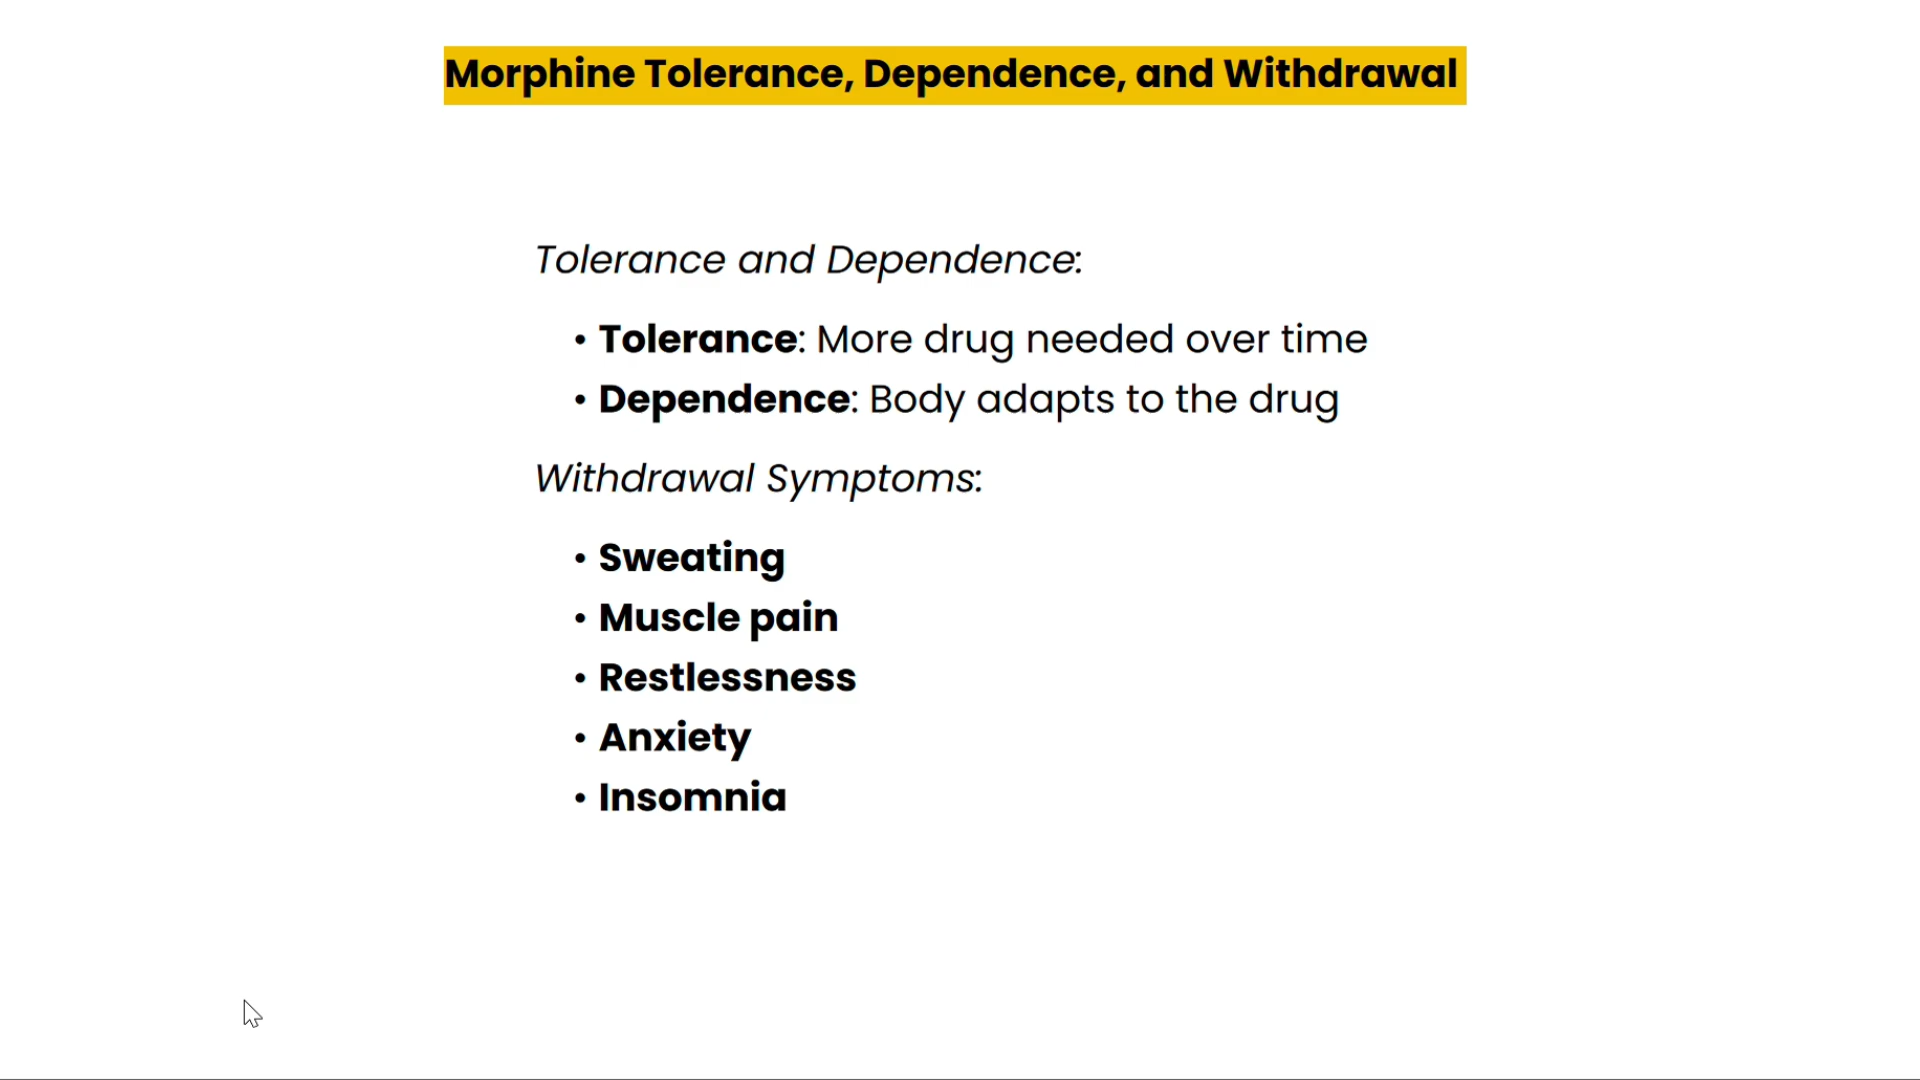 Morphine Tolerance, Dependence, and Withdrawal
Tolerance and Dependence:
• Tolerance: More drug needed over time
• Dependence: Body adapts to the drug
Withdrawal Symptoms:
• Sweating
• Muscle pain
• Restlessness
• Anxiety
• Insomnia